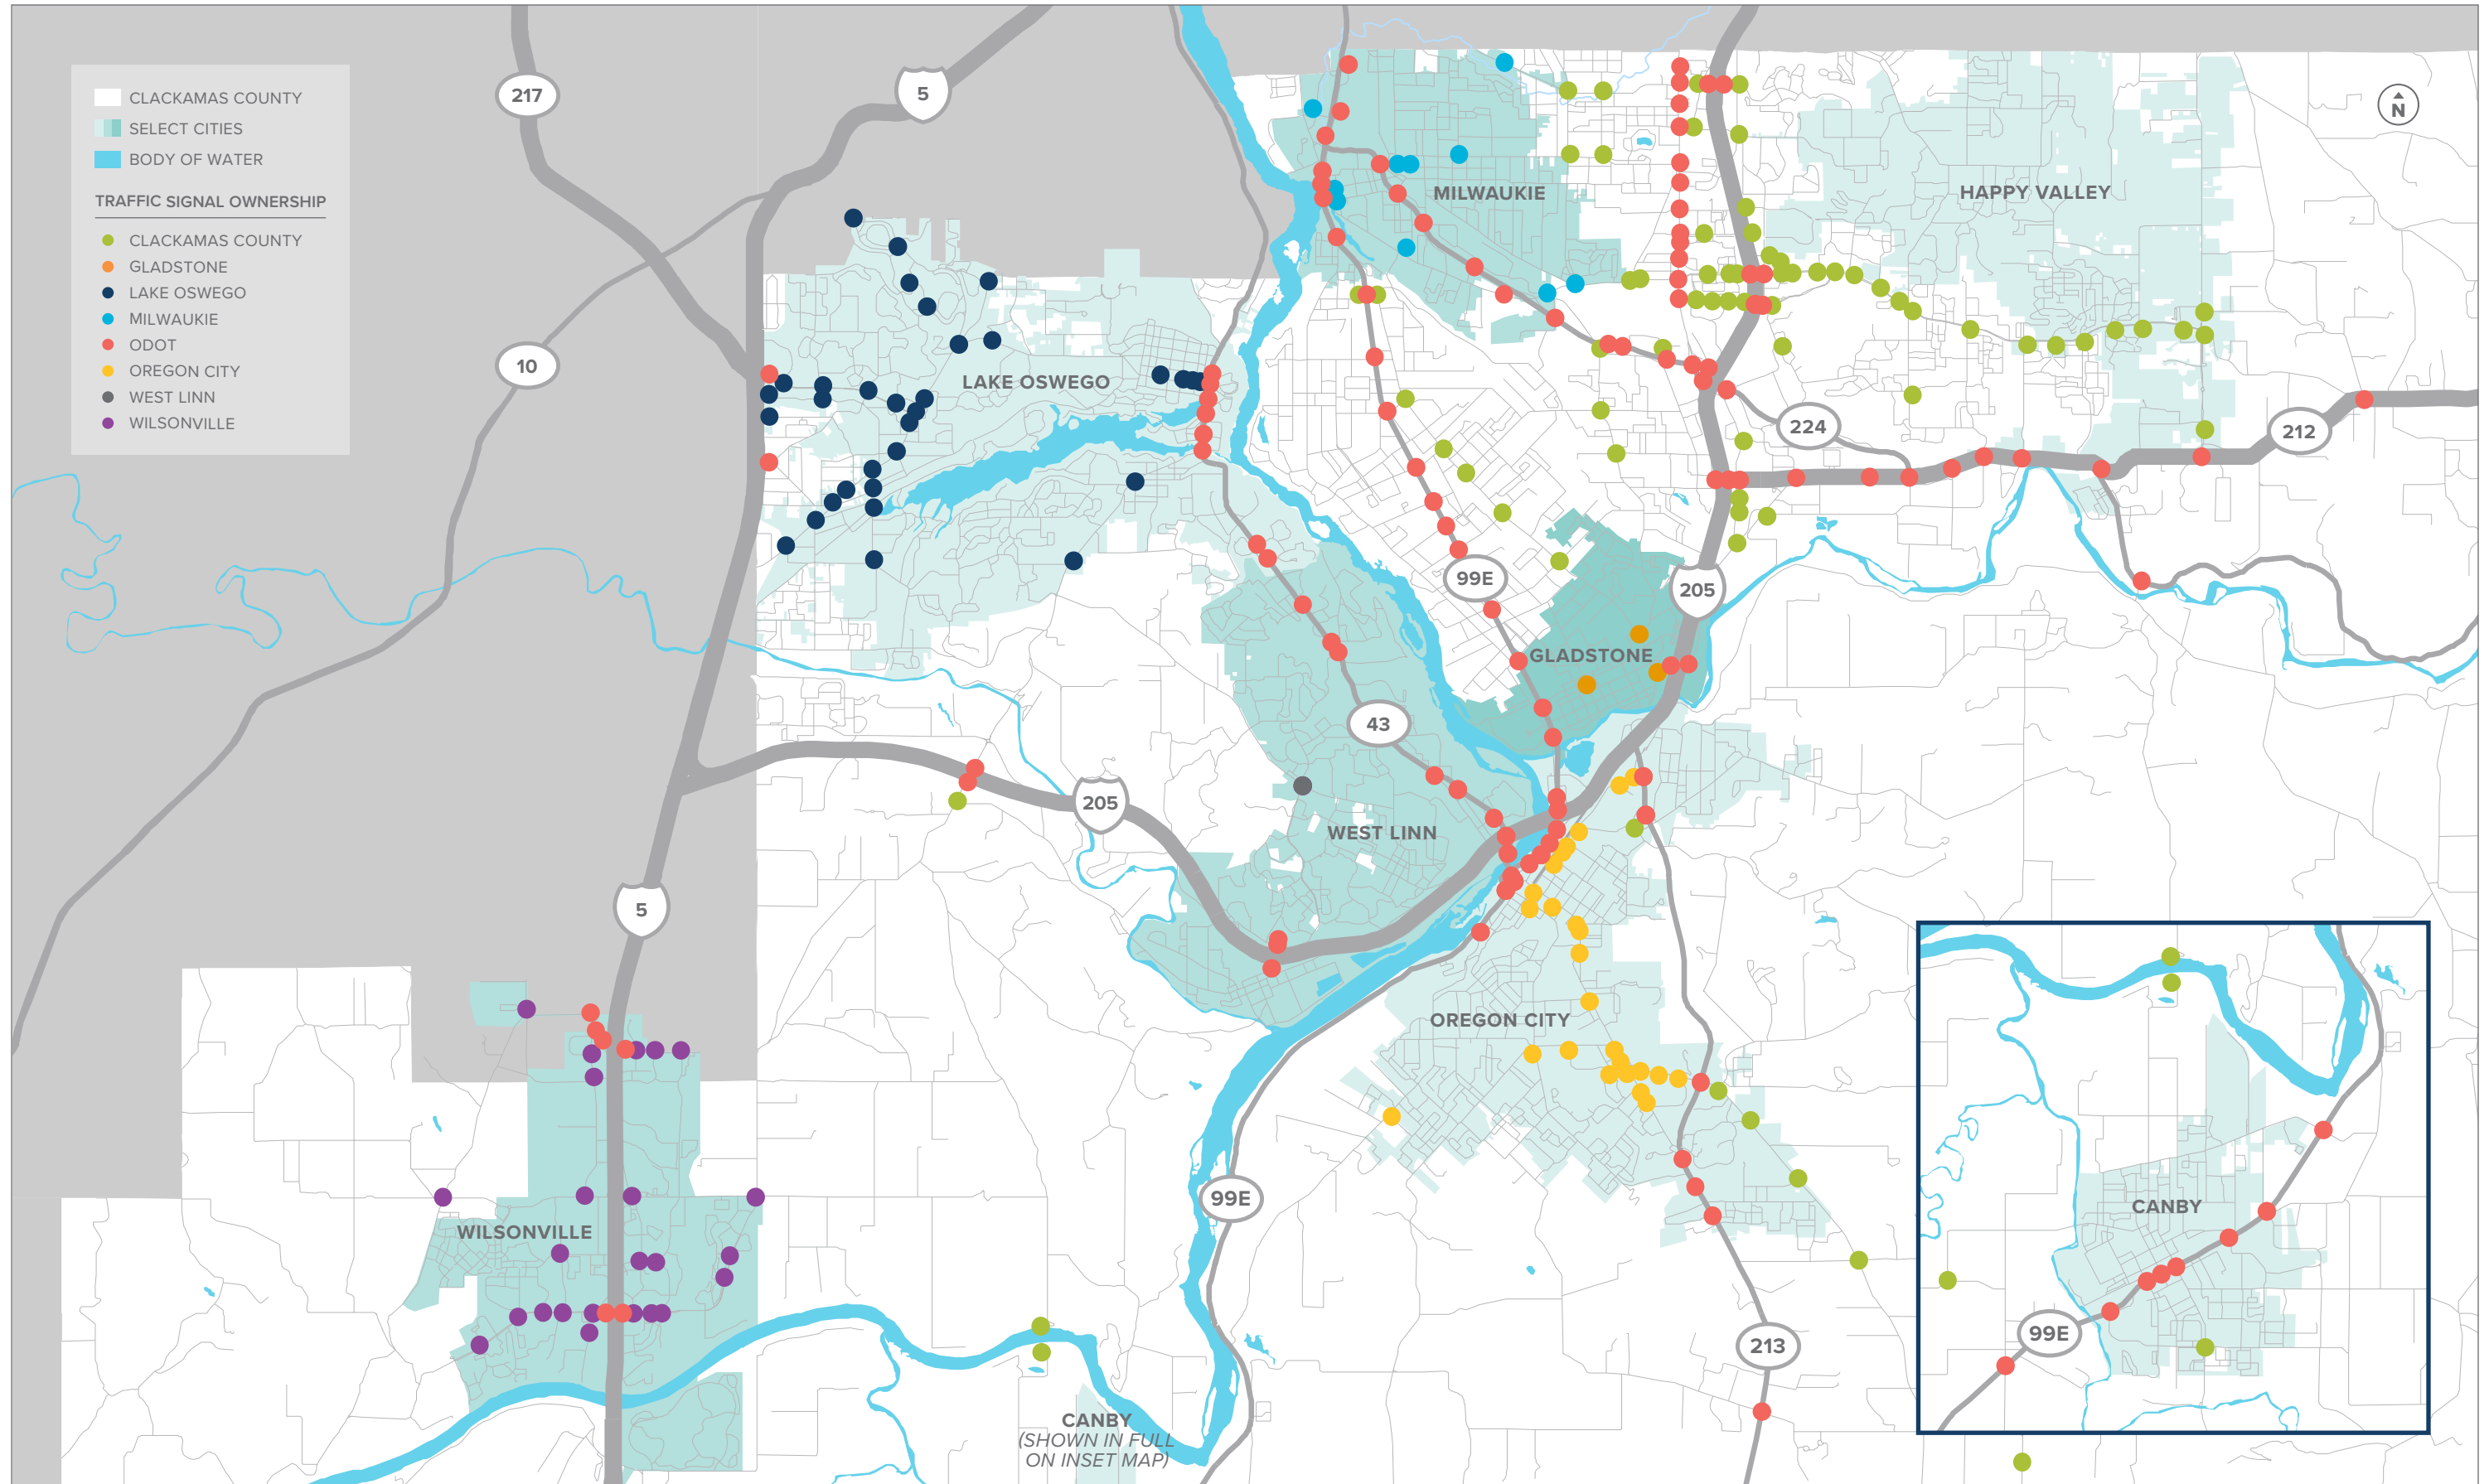 CLACKAMAS COUNTY
SELECT CITIES
BODY OF WATER
TRAFFIC SIGNAL OWNERSHIP
CLACKAMAS COUNTY
GLADSTONE
LAKE OSWEGO
MILWAUKIE
ODOT
OREGON CITY
WEST LINN
WILSONVILLE
217
5
N
MILWAUKIE
HAPPY VALLEY
10
LAKE OSWEGO
224
212
99E
205
GLADSTONE
43
205
WEST LINN
5
OREGON CITY
99E
WILSONVILLE
213
CANBY
(SHOWN IN FULL
ON INSET MAP)
CANBY
99E